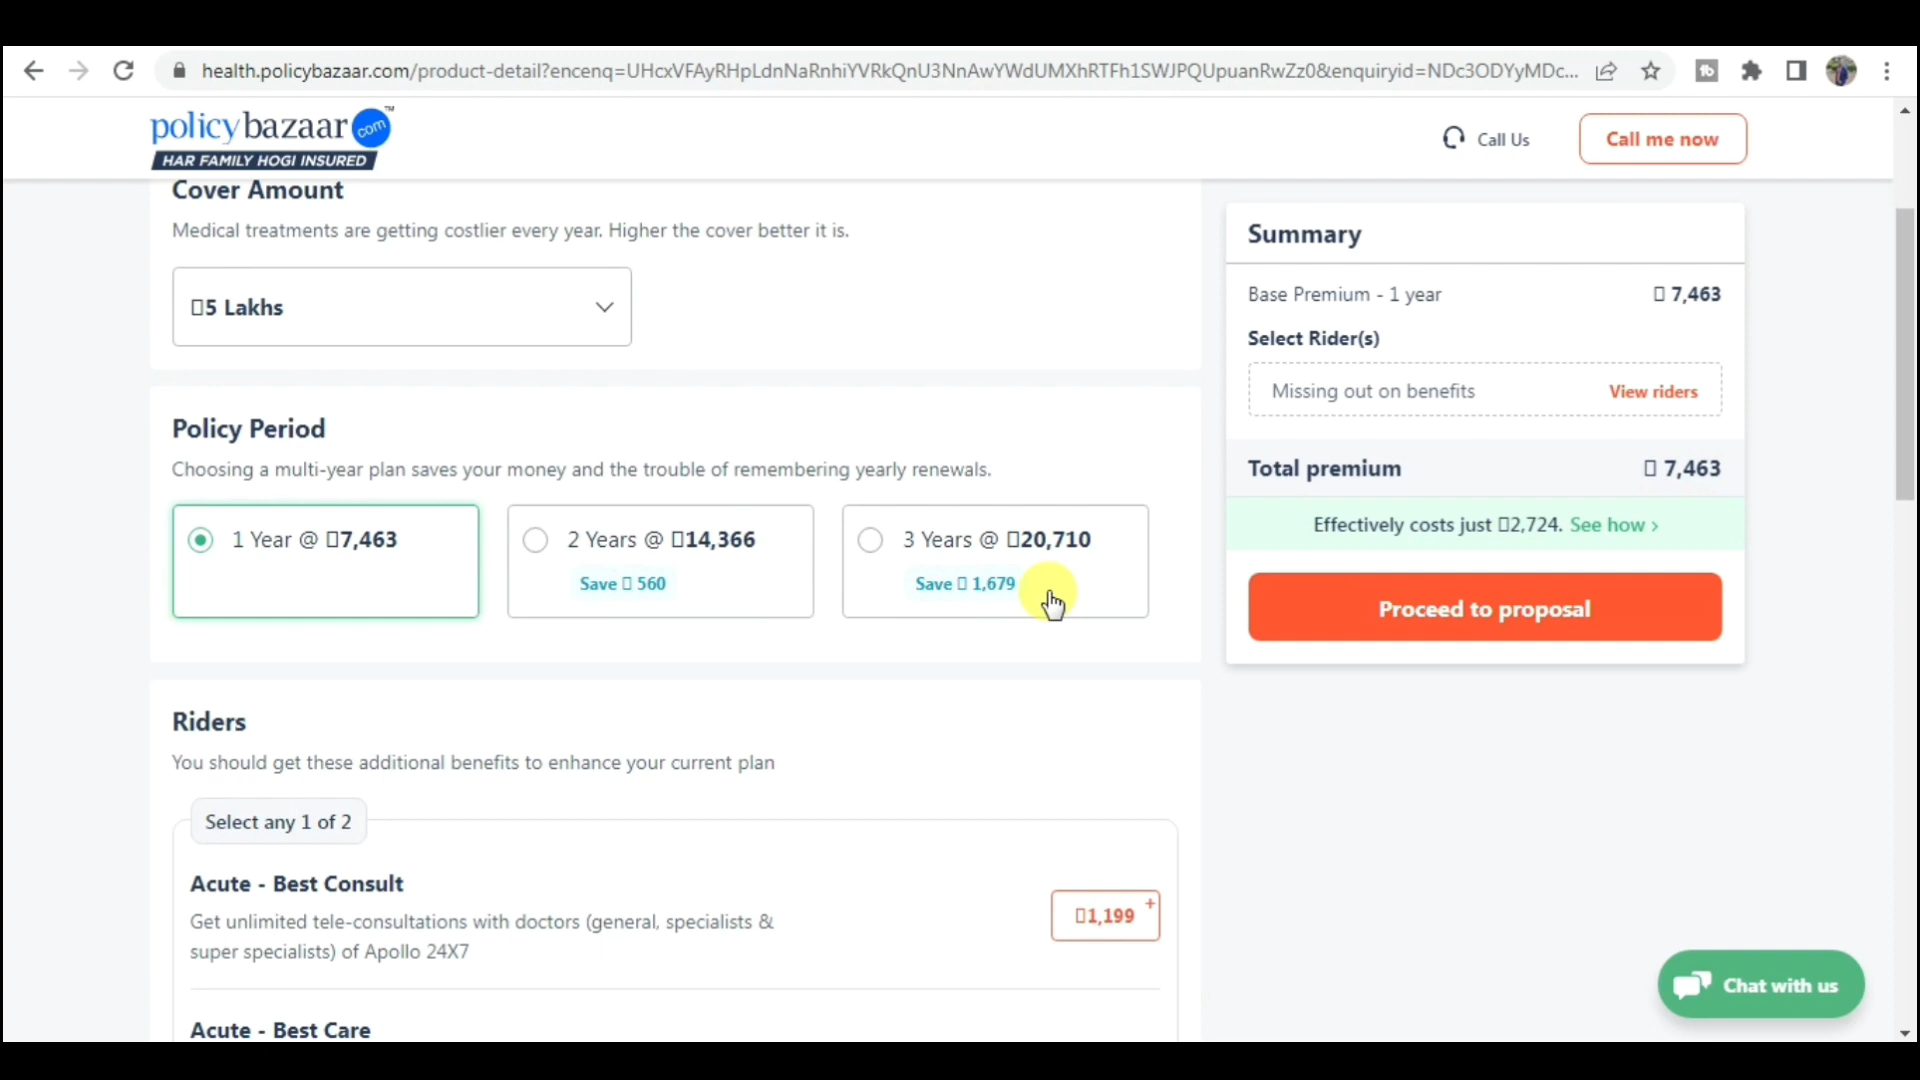 health.policybazaar.com/product-detail?encenq=UHcxVFAyRHpLdnNaRnhiYVRkQnU3NnAwYWdUMXhRTFh1SWJPQUpuanRwZz0&enquiryid=NDc3ODYyMDc...
policybazaar.com™
HAR FAMILY HOGI INSURED
Call Us
Call me now
Cover Amount
Medical treatments are getting costlier every year. Higher the cover better it is.
▯5 Lakhs
Policy Period
Choosing a multi-year plan saves your money and the trouble of remembering yearly renewals.
1 Year @ ▯7,463
2 Years @ ▯14,366
Save ▯ 560
3 Years @ ▯20,710
Save ▯ 1,679
Riders
You should get these additional benefits to enhance your current plan
Select any 1 of 2
Acute - Best Consult
Get unlimited tele-consultations with doctors (general, specialists &
super specialists) of Apollo 24X7
▯1,199 +
Acute - Best Care
Summary
Base Premium - 1 year ▯ 7,463
Select Rider(s)
Missing out on benefits View riders
Total premium ▯ 7,463
Effectively costs just ▯2,724. See how >
Proceed to proposal
Chat with us